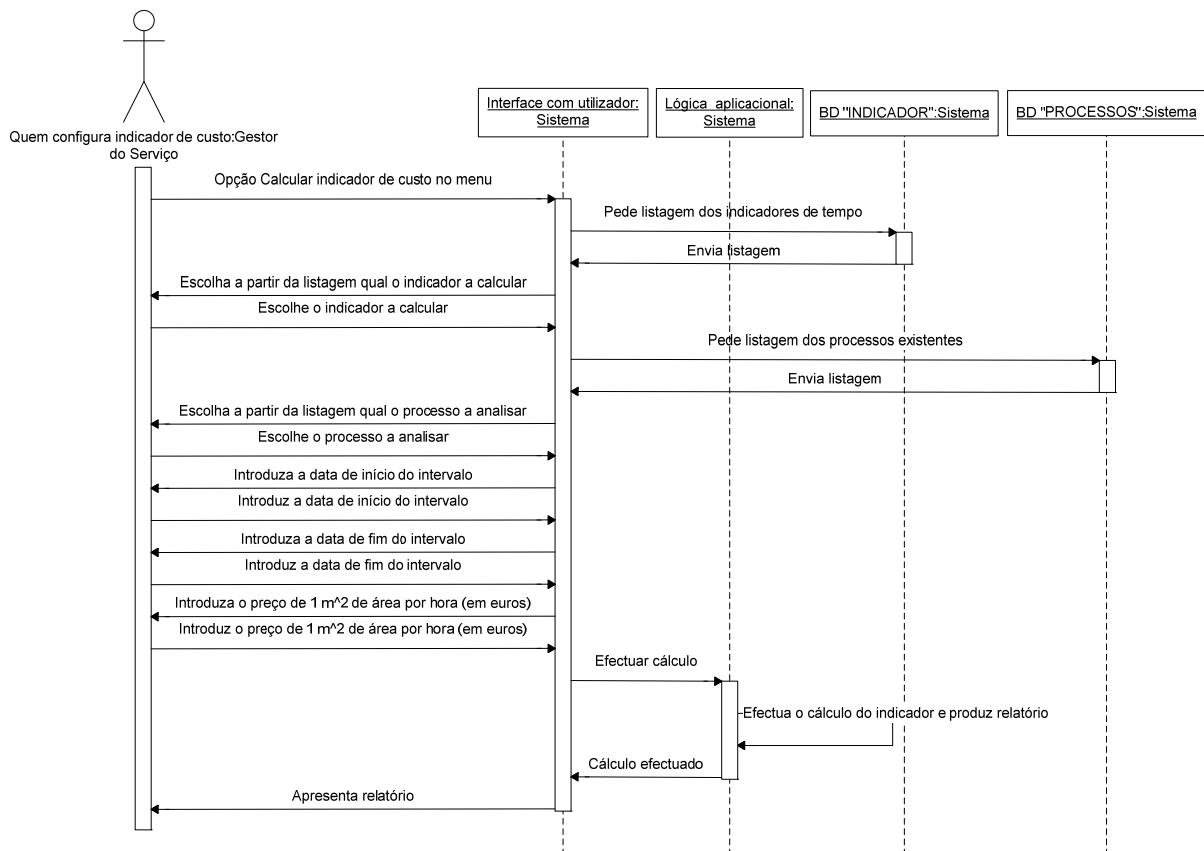 Quem configura indicador de custo:Gestor
do Serviço
Interface com utilizador:
Sistema
Lógica aplicacional:
Sistema
BD "INDICADOR":Sistema
BD "PROCESSOS":Sistema
Opção Calcular indicador de custo no menu
Pede listagem dos indicadores de tempo
Envia listagem
Escolha a partir da listagem qual o indicador a calcular
Escolhe o indicador a calcular
Pede listagem dos processos existentes
Envia listagem
Escolha a partir da listagem qual o processo a analisar
Escolhe o processo a analisar
Introduza a data de início do intervalo
Introduz a data de início do intervalo
Introduza a data de fim do intervalo
Introduz a data de fim do intervalo
Introduza o preço de 1 m^2 de área por hora (em euros)
Introduz o preço de 1 m^2 de área por hora (em euros)
Efectuar cálculo
Efectua o cálculo do indicador e produz relatório
Cálculo efectuado
Apresenta relatório